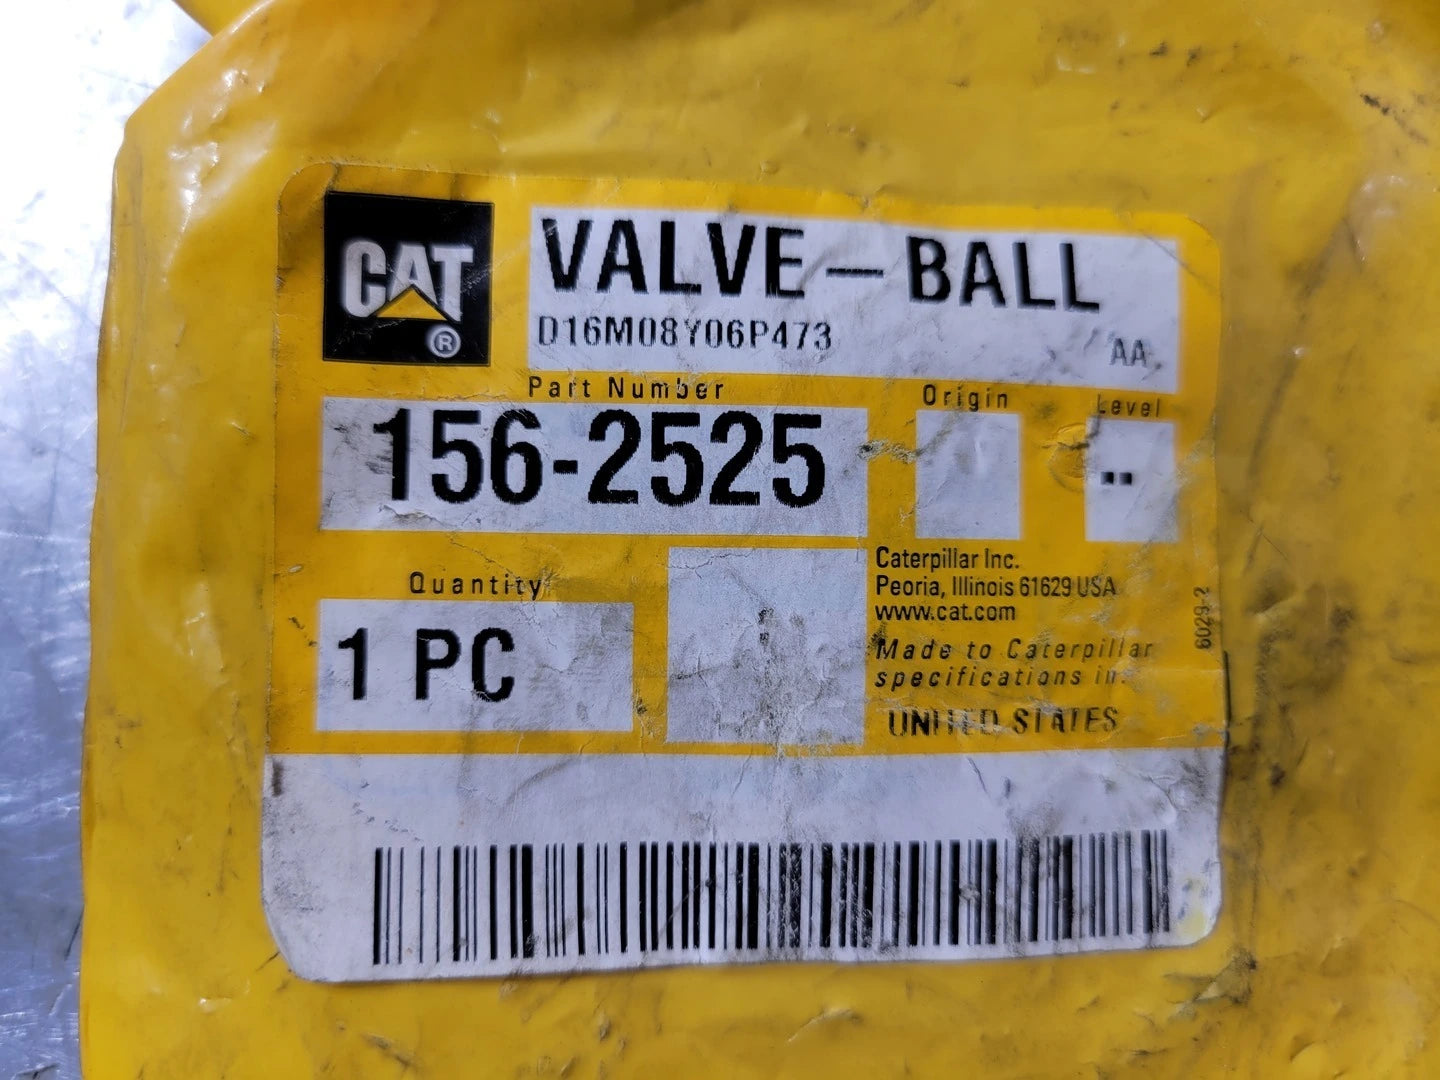 CAT
®
VALVE-BALL
D16M08Y06P473
AA
Part Number
Origin
Level
156-2525
..
Quantity
1 PC
Caterpillar Inc.
Peoria, Illinois 61629 USA
www.cat.com
Made to Caterpillar
specifications in:
UNITED STATES
6029-2